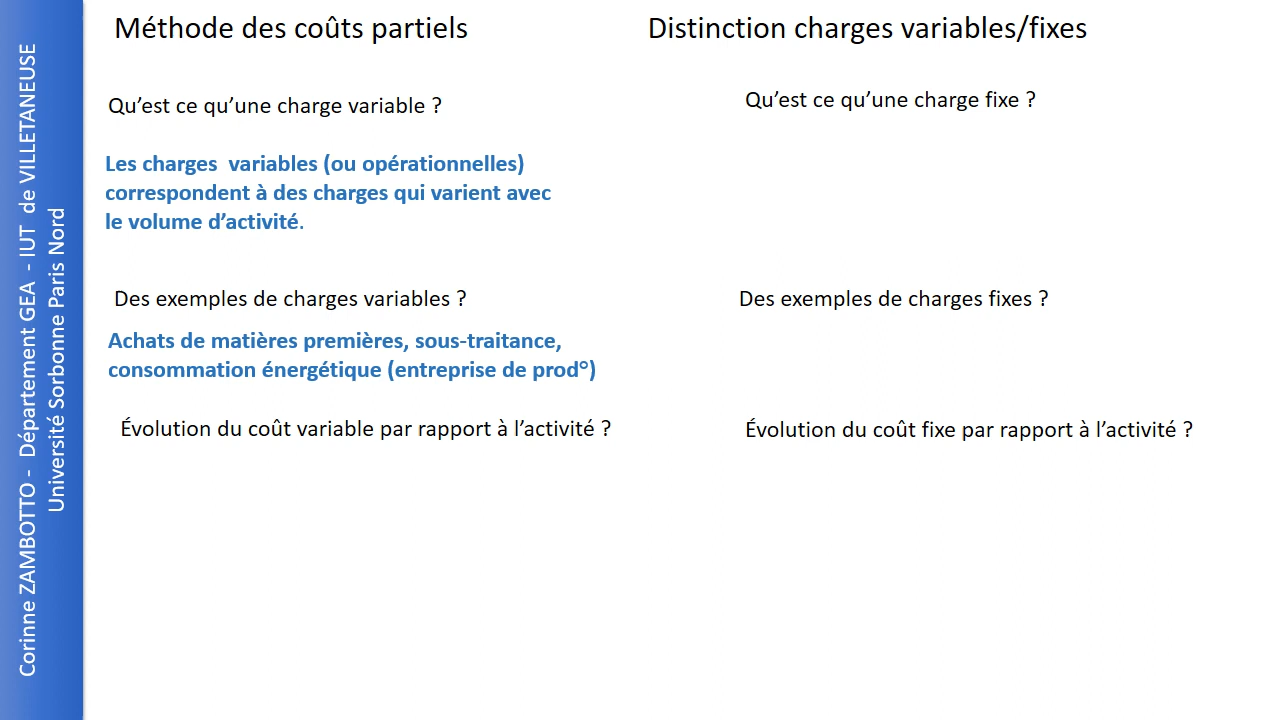 Méthode des coûts partiels
Distinction charges variables/fixes
Qu’est ce qu’une charge variable ?
Qu’est ce qu’une charge fixe ?
Les charges  variables (ou opérationnelles)
correspondent à des charges qui varient avec
le volume d’activité.
Des exemples de charges variables ?
Des exemples de charges fixes ?
Achats de matières premières, sous-traitance,
consommation énergétique (entreprise de prod°)
Évolution du coût variable par rapport à l’activité ?
Évolution du coût fixe par rapport à l’activité ?
Corinne ZAMBOTTO -  Département GEA  - IUT  de VILLETANEUSE
Université Sorbonne Paris Nord